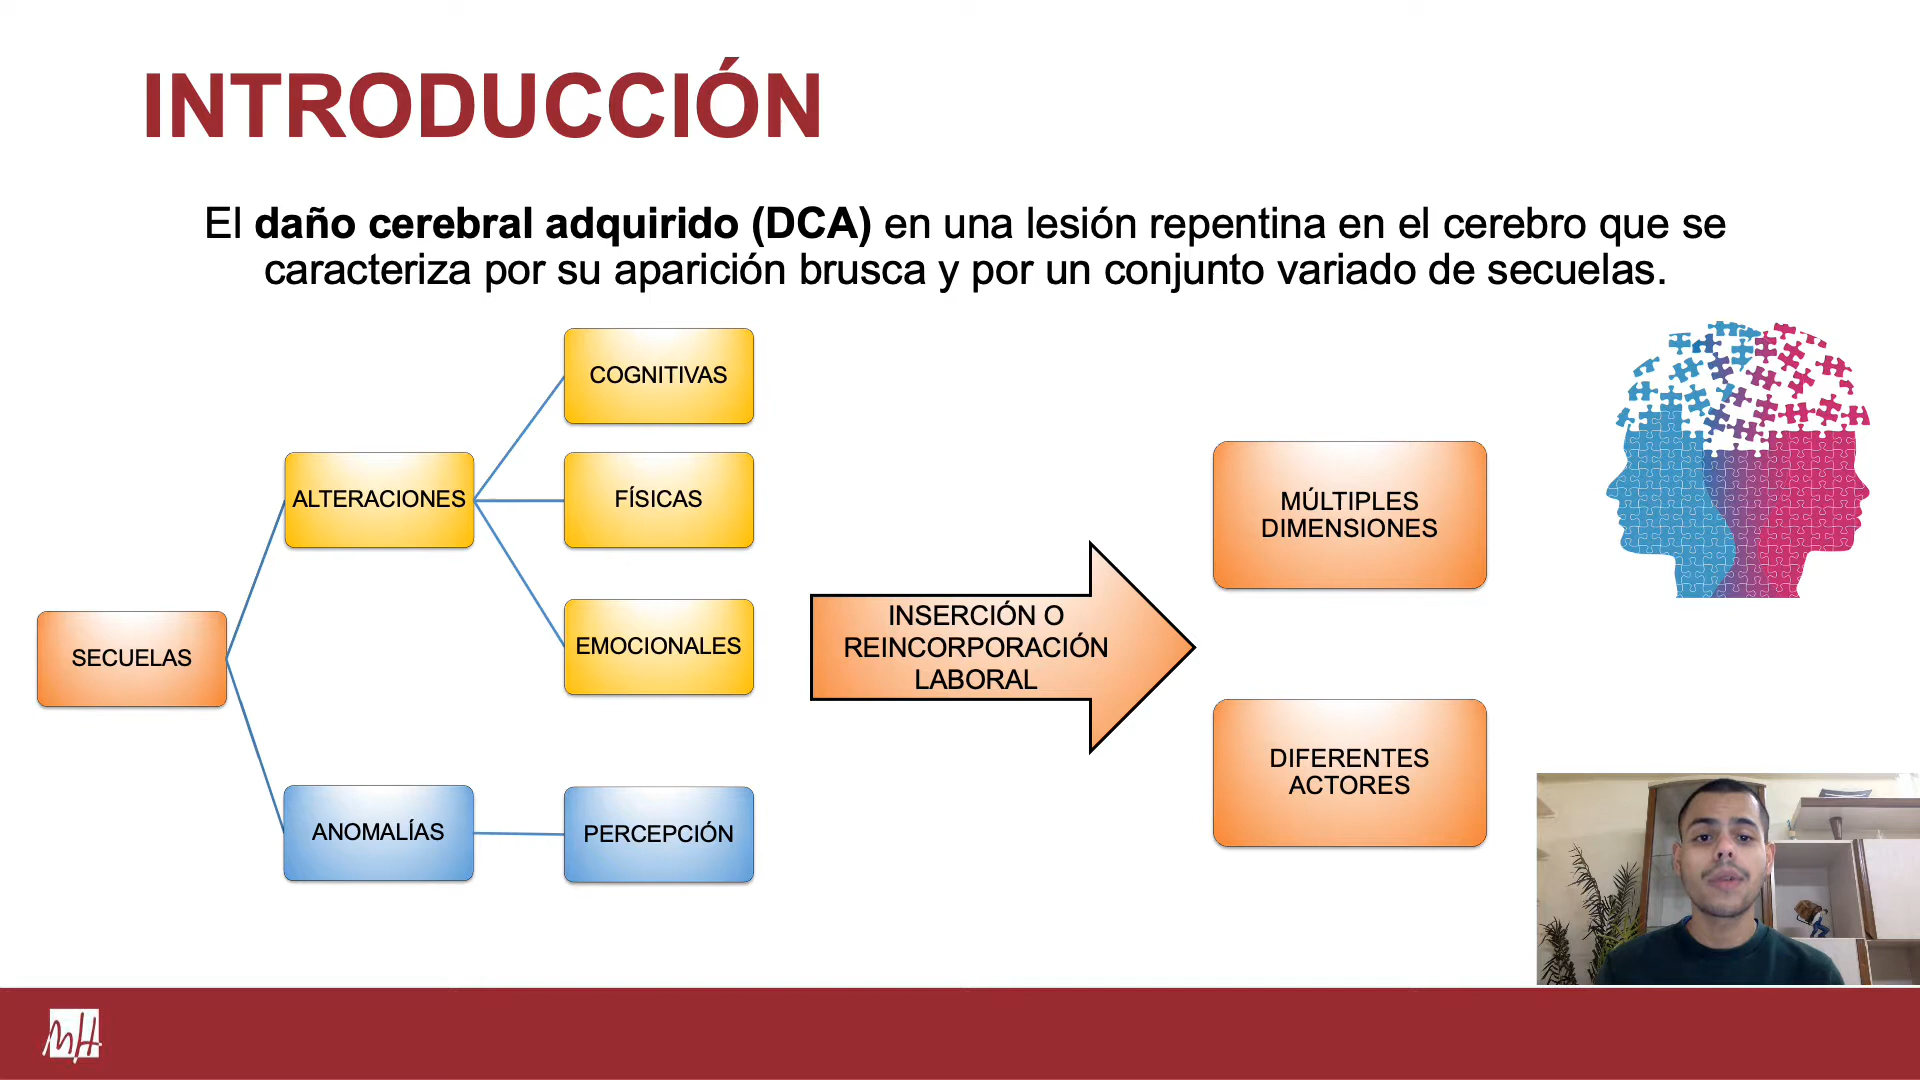 INTRODUCCIÓN
El daño cerebral adquirido (DCA) en una lesión repentina en el cerebro que se
caracteriza por su aparición brusca y por un conjunto variado de secuelas.
SECUELAS
ALTERACIONES
COGNITIVAS
FÍSICAS
EMOCIONALES
ANOMALÍAS
PERCEPCIÓN
INSERCIÓN O
REINCORPORACIÓN
LABORAL
MÚLTIPLES
DIMENSIONES
DIFERENTES
ACTORES
MH